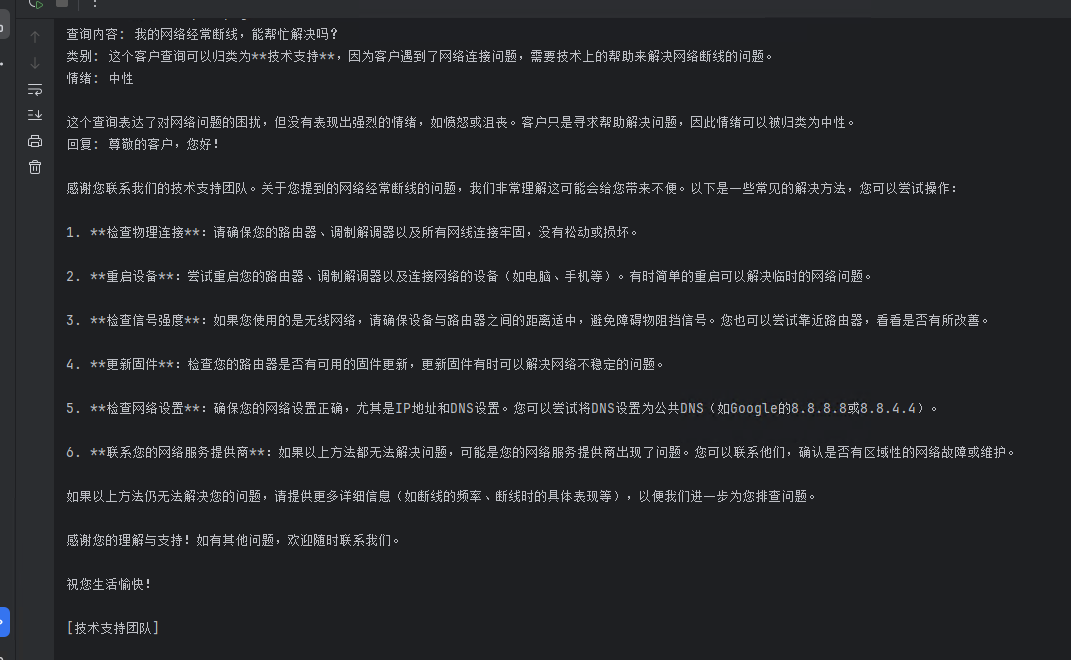 查询内容: 我的网络经常断线，能帮忙解决吗？
类别: 这个客户查询可以归类为**技术支持**，因为客户遇到了网络连接问题，需要技术上的帮助来解决网络断线的问题。
情绪: 中性
这个查询表达了对网络问题的困扰，但没有表现出强烈的情绪，如愤怒或沮丧。客户只是寻求帮助解决问题，因此情绪可以被归类为中性。
回复: 尊敬的客户，您好！
感谢您联系我们的技术支持团队。关于您提到的网络经常断线的问题，我们非常理解这可能会给您带来不便。以下是一些常见的解决方法，您可以尝试操作：
1. **检查物理连接**：请确保您的路由器、调制解调器以及所有网线连接牢固，没有松动或损坏。
2. **重启设备**：尝试重启您的路由器、调制解调器以及连接网络的设备（如电脑、手机等）。有时简单的重启可以解决临时的网络问题。
3. **检查信号强度**：如果您使用的是无线网络，请确保设备与路由器之间的距离适中，避免障碍物阻挡信号。您也可以尝试靠近路由器，看看是否有所改善。
4. **更新固件**：检查您的路由器是否有可用的固件更新，更新固件有时可以解决网络不稳定的问题。
5. **检查网络设置**：确保您的网络设置正确，尤其是IP地址和DNS设置。您可以尝试将DNS设置为公共DNS（如Google的8.8.8.8或8.8.4.4）。
6. **联系您的网络服务提供商**：如果以上方法都无法解决问题，可能是您的网络服务提供商出现了问题。您可以联系他们，确认是否有区域性的网络故障或维护。
如果以上方法仍无法解决您的问题，请提供更多详细信息（如断线的频率、断线时的具体表现等），以便我们进一步为您排查问题。
感谢您的理解与支持！如有其他问题，欢迎随时联系我们。
祝您生活愉快！
[技术支持团队]